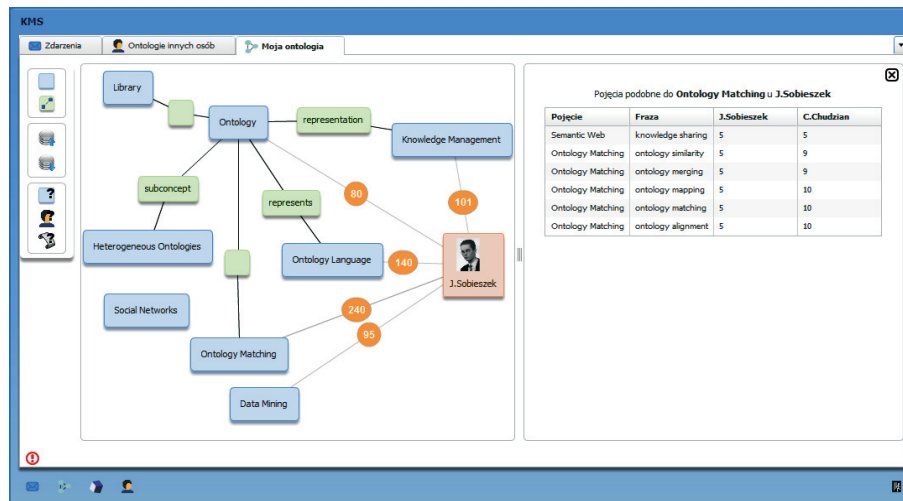 KMS
Zdarzenia
Ontologie innych osób
Moja ontologia
Library
Ontology
representation
Knowledge Management
80
101
subconcept
represents
Heterogeneous Ontologies
Ontology Language
140
J.Sobieszek
Social Networks
240
95
Ontology Matching
Data Mining
Pojęcia podobne do Ontology Matching u J.Sobieszek
Pojęcie Fraza J.Sobieszek C.Chudzian
Semantic Web knowledge sharing 5 5
Ontology Matching ontology similarity 5 9
Ontology Matching ontology merging 5 9
Ontology Matching ontology mapping 5 10
Ontology Matching ontology matching 5 10
Ontology Matching ontology alignment 5 10